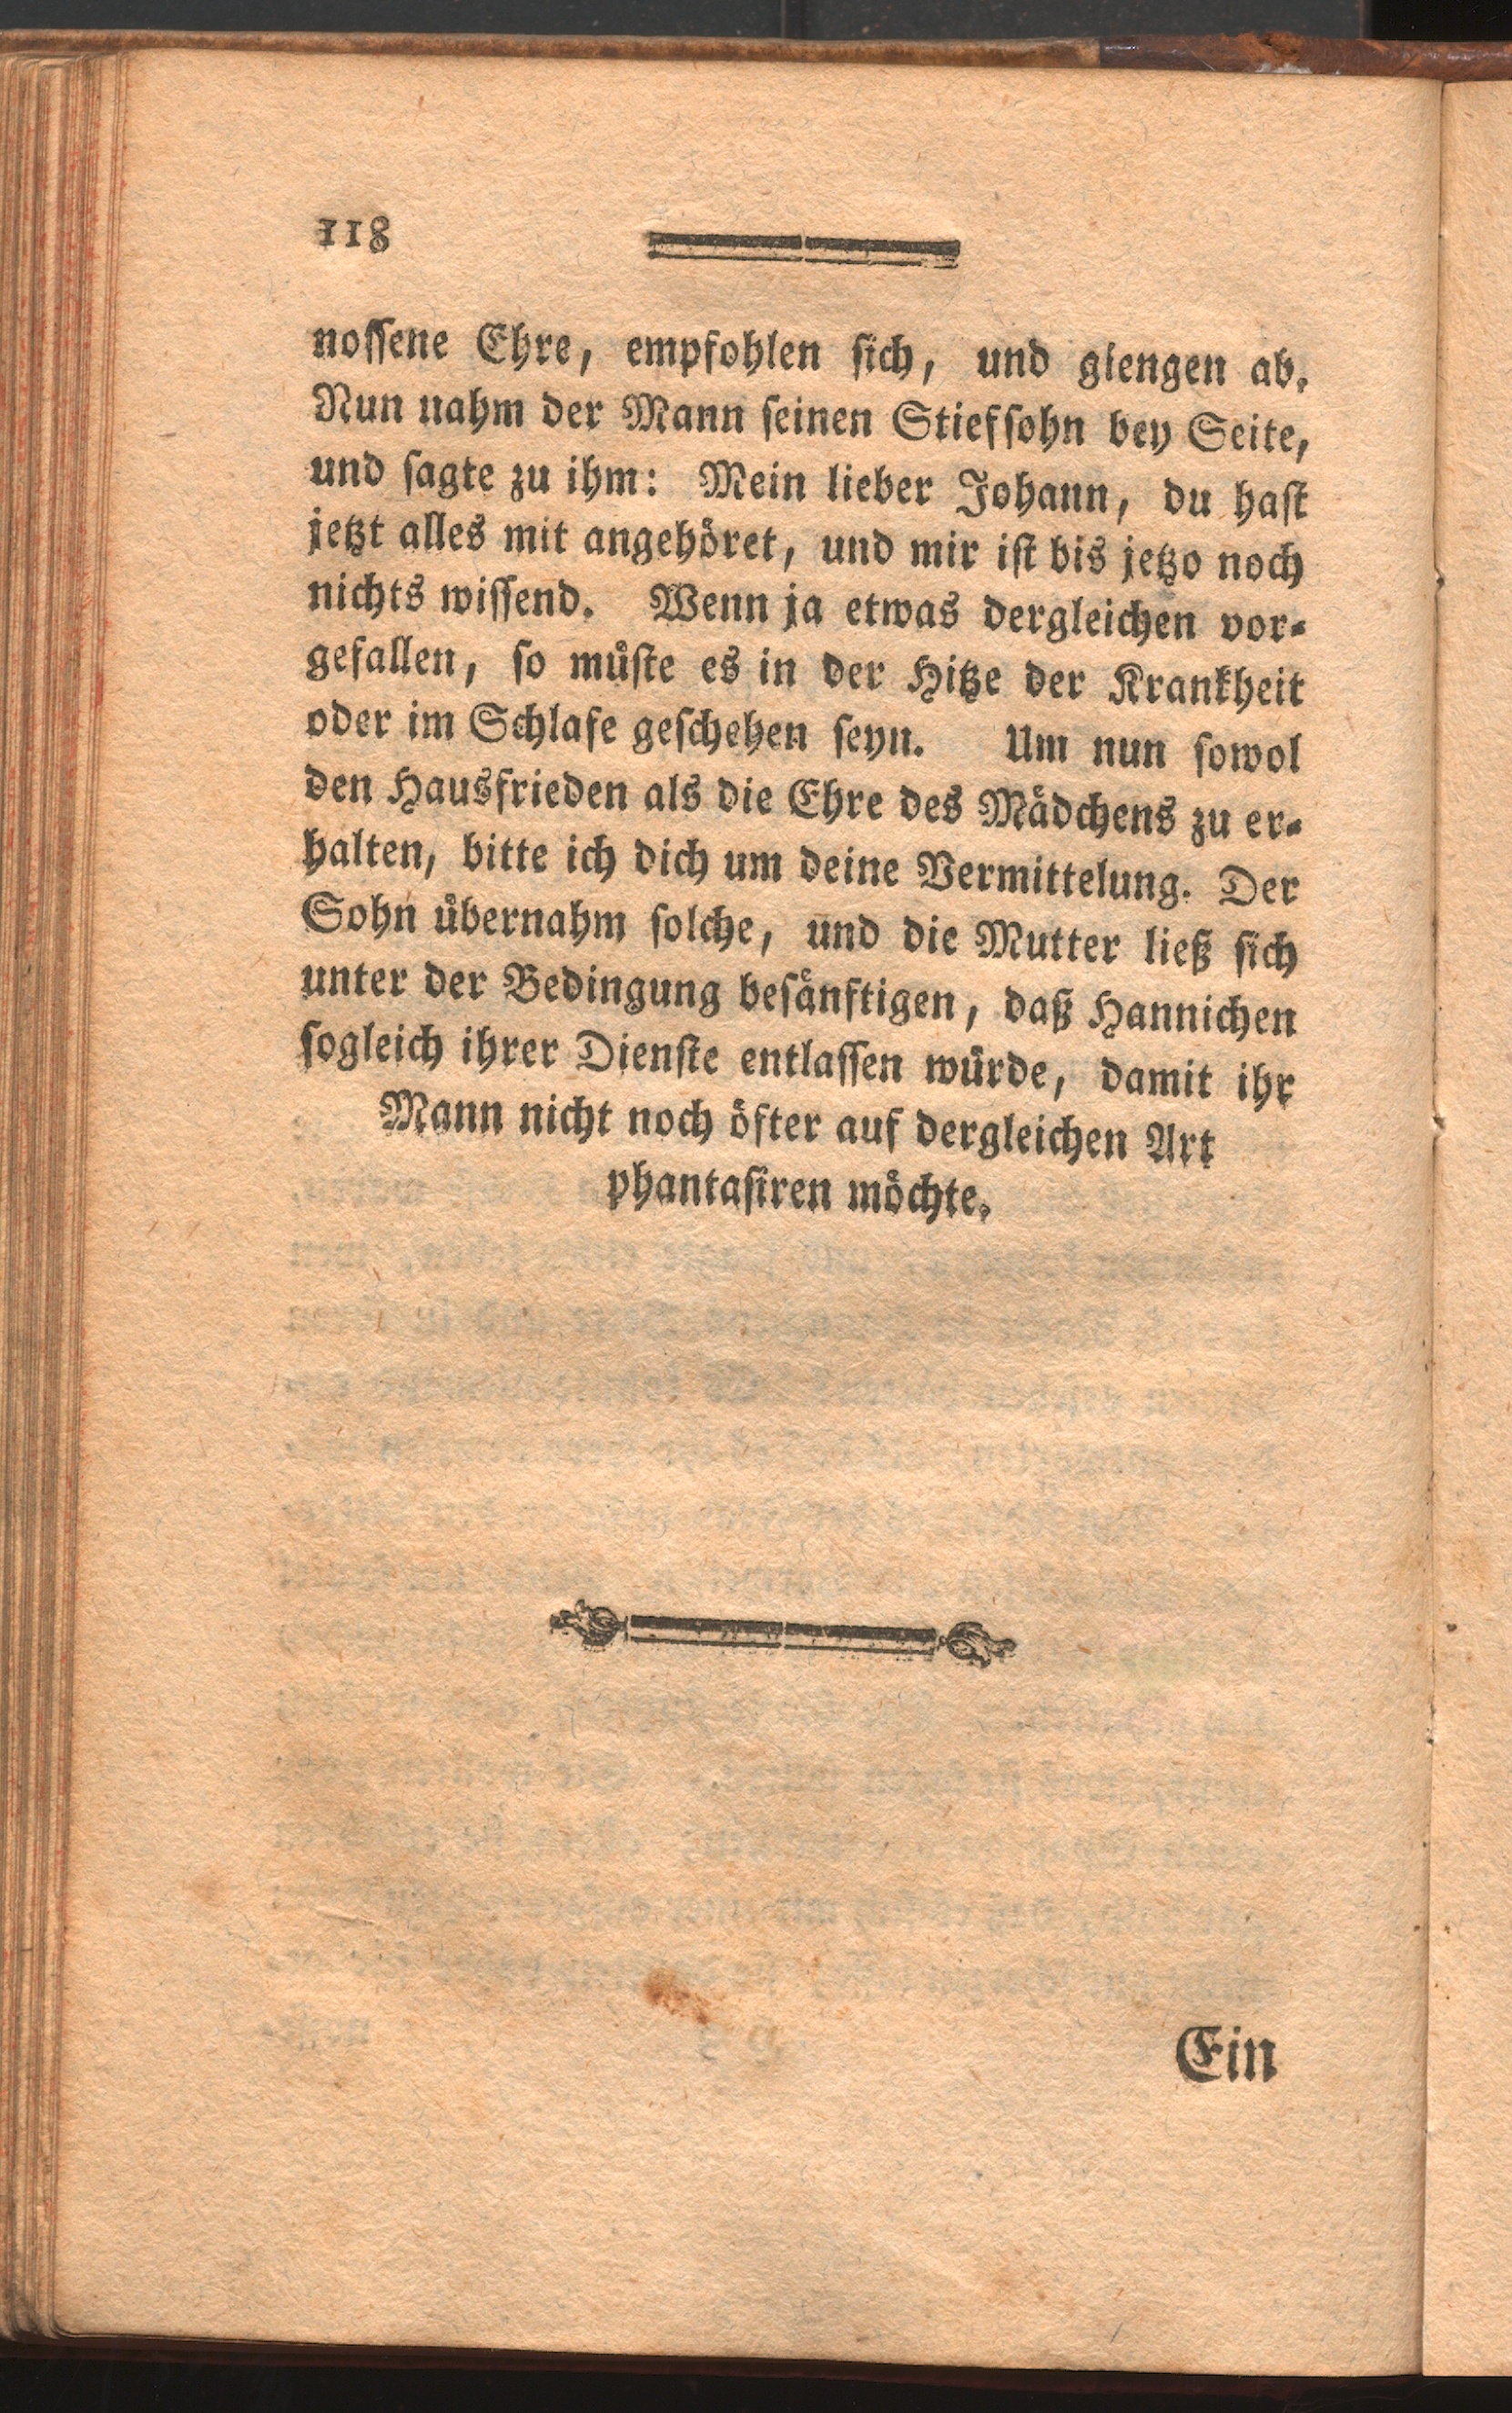 118
nossene Ehre, empfohlen sich, und giengen ab.
Nun nahm der Mann seinen Stiefsohn bey Seite,
und sagte zu ihm: Mein lieber Johann, du hast
jetzt alles mit angehöret, und mir ist bis jetzo noch
nichts wissend. Wenn ja etwas dergleichen vor-
gefallen, so müste es in der Hitze der Krankheit
oder im Schlafe geschehen seyn. Um nun sowol
den Hausfrieden als die Ehre des Mädchens zu er-
halten, bitte ich dich um deine Vermittelung. Der
Sohn übernahm solche, und die Mutter ließ sich
unter der Bedingung besänftigen, daß Hannichen
sogleich ihrer Dienste entlassen würde, damit ihr
Mann nicht noch öfter auf dergleichen Art
phantasiren möchte.
Ein